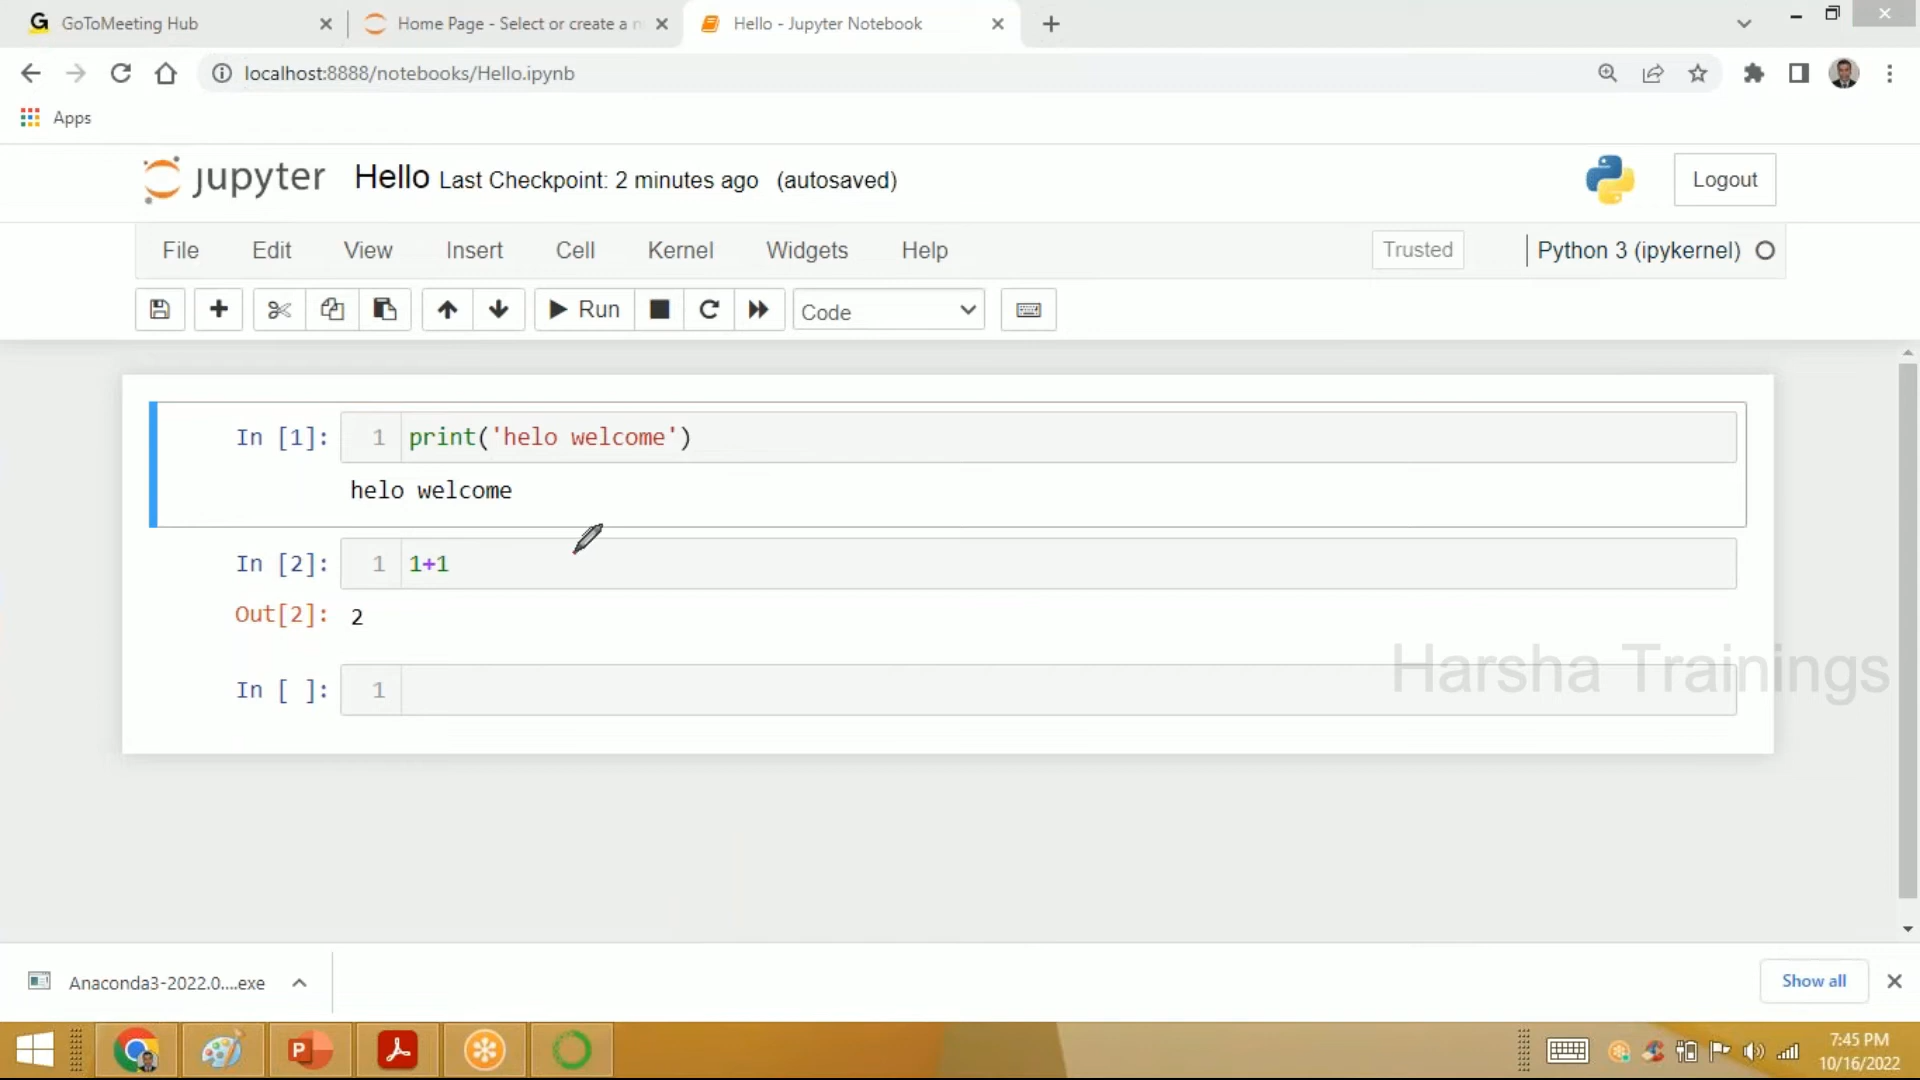 G GoToMeeting Hub
Home Page - Select or create a n
Hello - Jupyter Notebook
localhost:8888/notebooks/Hello.ipynb
Apps
jupyter Hello Last Checkpoint: 2 minutes ago (autosaved)
Logout
File Edit View Insert Cell Kernel Widgets Help Trusted Python 3 (ipykernel)
Run Code
In [1]: 1 print('helo welcome')
helo welcome
In [2]: 1 1+1
Out[2]: 2
Harsha Trainings
In [ ]: 1
Anaconda3-2022.0....exe Show all
P
7:45 PM
10/16/2022